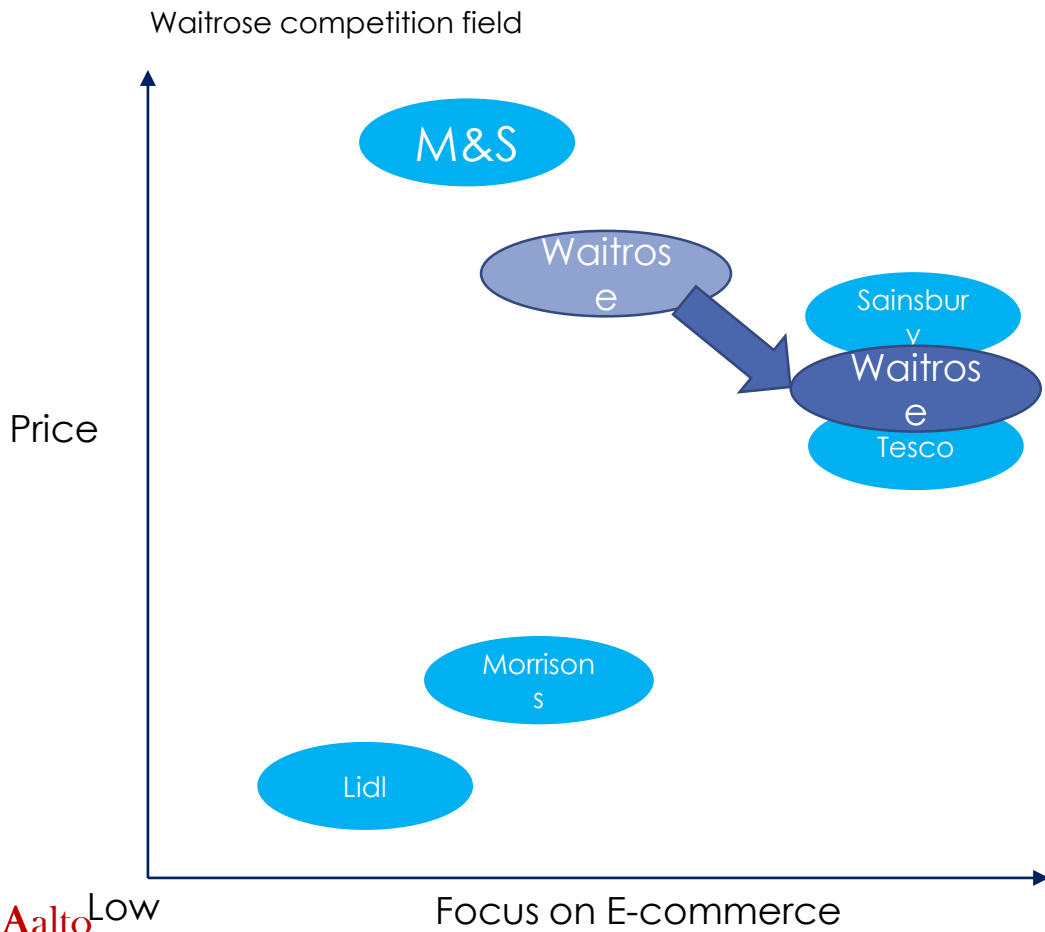 Waitrose competition field
M&S
Waitros
e
Sainsbur
y
Waitros
e
Price
Tesco
Morrison
s
Lidl
Low
Aalto
Focus on E-commerce